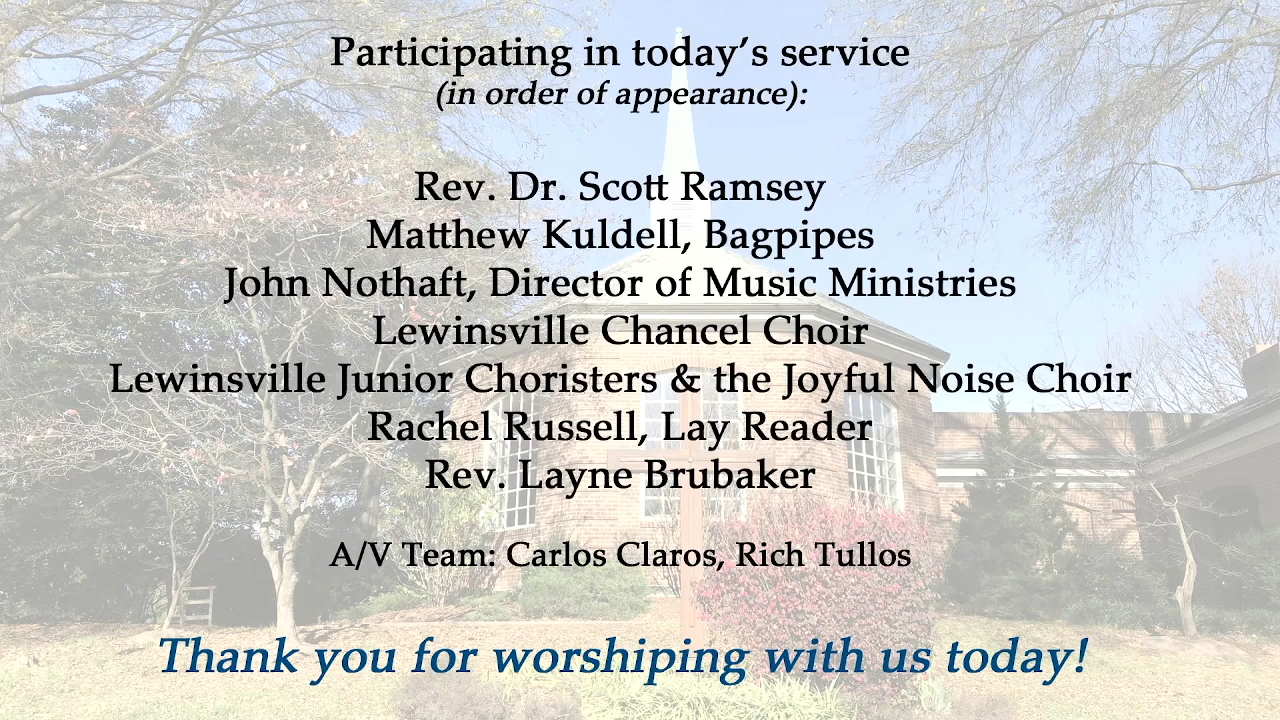 Participating in today’s service
(in order of appearance):
Rev. Dr. Scott Ramsey
Matthew Kuldell, Bagpipes
John Nothaft, Director of Music Ministries
Lewinsville Chancel Choir
Lewinsville Junior Choristers & the Joyful Noise Choir
Rachel Russell, Lay Reader
Rev. Layne Brubaker
A/V Team: Carlos Claros, Rich Tullos
Thank you for worshiping with us today!